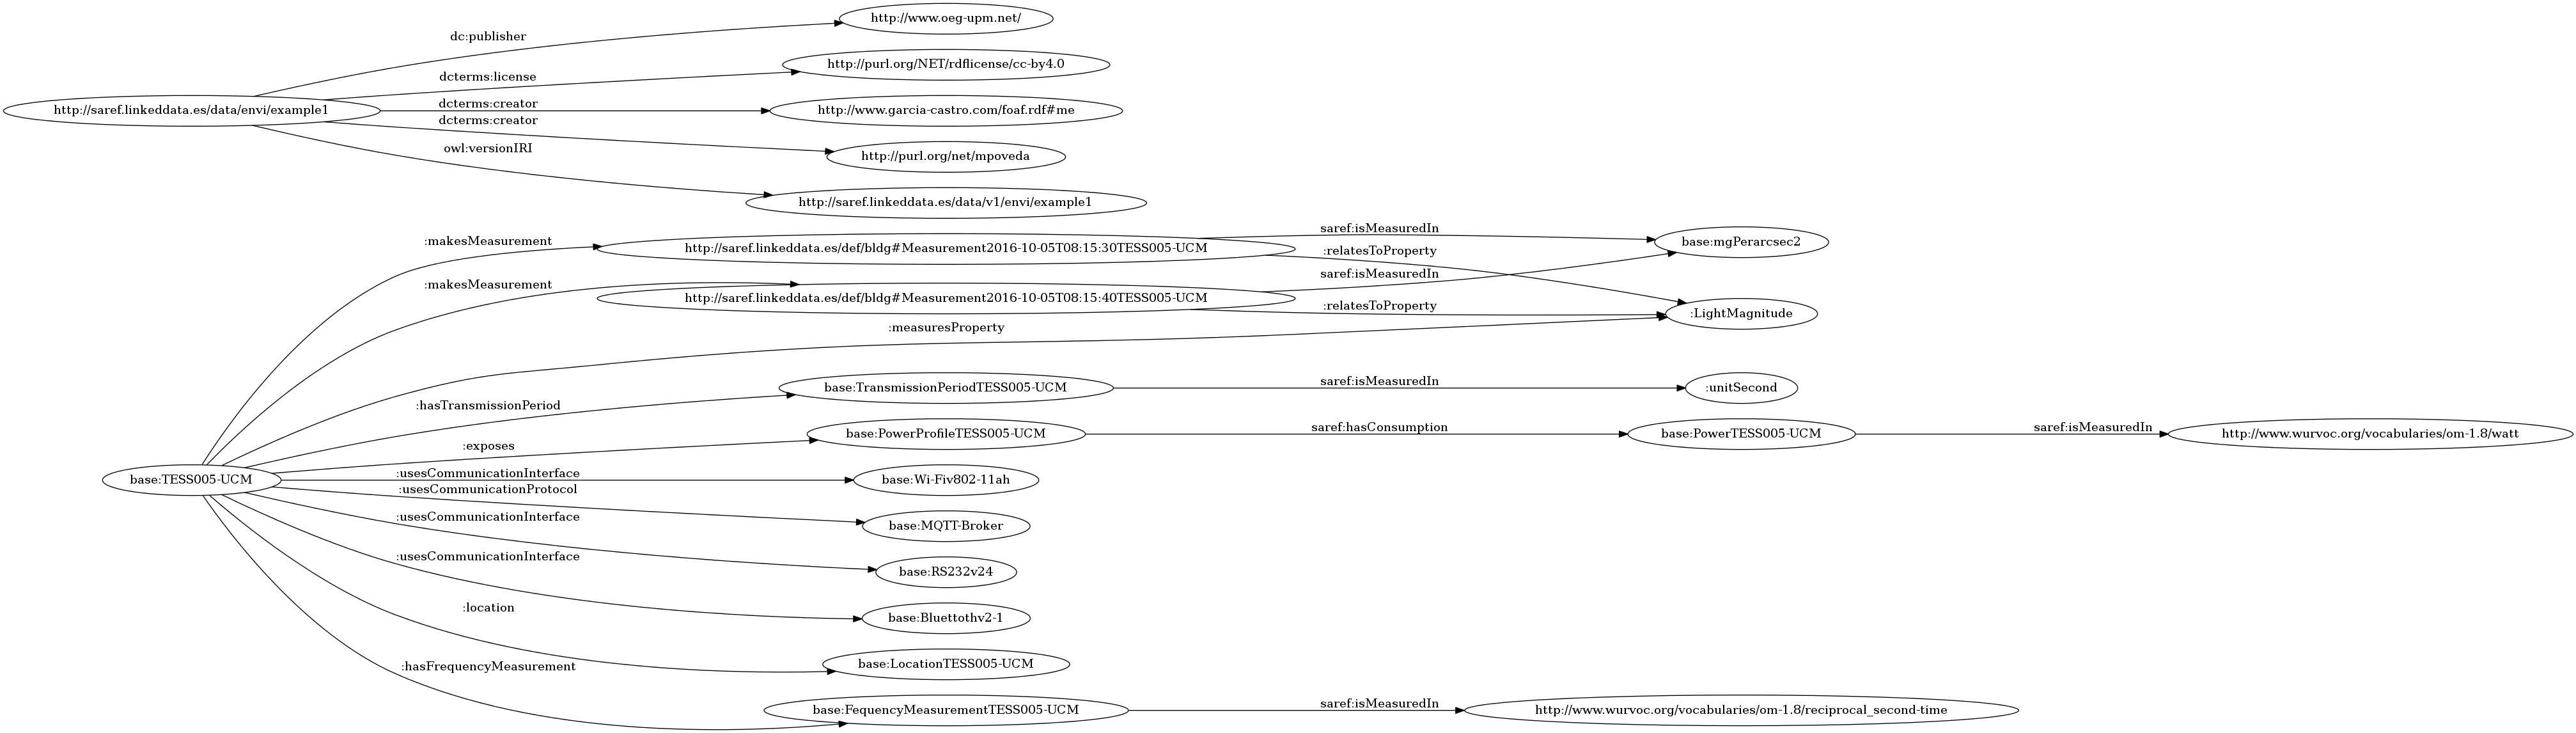 http://www.oeg-upm.net/
dc:publisher
http://purl.org/NET/rdflicense/cc-by4.0
dcterms:license
http://saref.linkeddata.es/data/envi/example1
dcterms:creator
http://www.garcia-castro.com/foaf.rdf#me
dcterms:creator
http://purl.org/net/mpoveda
owl:versionIRI
http://saref.linkeddata.es/data/v1/envi/example1
:makesMeasurement
http://saref.linkeddata.es/def/bldg#Measurement2016-10-05T08:15:30TESS005-UCM
saref:isMeasuredIn
base:mgPerarcsec2
:relatesToProperty
:makesMeasurement
http://saref.linkeddata.es/def/bldg#Measurement2016-10-05T08:15:40TESS005-UCM
saref:isMeasuredIn
:relatesToProperty
:LightMagnitude
:measuresProperty
base:TransmissionPeriodTESS005-UCM
saref:isMeasuredIn
:unitSecond
:hasTransmissionPeriod
base:PowerProfileTESS005-UCM
saref:hasConsumption
base:PowerTESS005-UCM
saref:isMeasuredIn
http://www.wurvoc.org/vocabularies/om-1.8/watt
:exposes
base:TESS005-UCM
:usesCommunicationInterface
base:Wi-Fiv802-11ah
:usesCommunicationProtocol
base:MQTT-Broker
:usesCommunicationInterface
base:RS232v24
:usesCommunicationInterface
base:Bluettothv2-1
:location
base:LocationTESS005-UCM
:hasFrequencyMeasurement
base:FequencyMeasurementTESS005-UCM
saref:isMeasuredIn
http://www.wurvoc.org/vocabularies/om-1.8/reciprocal_second-time